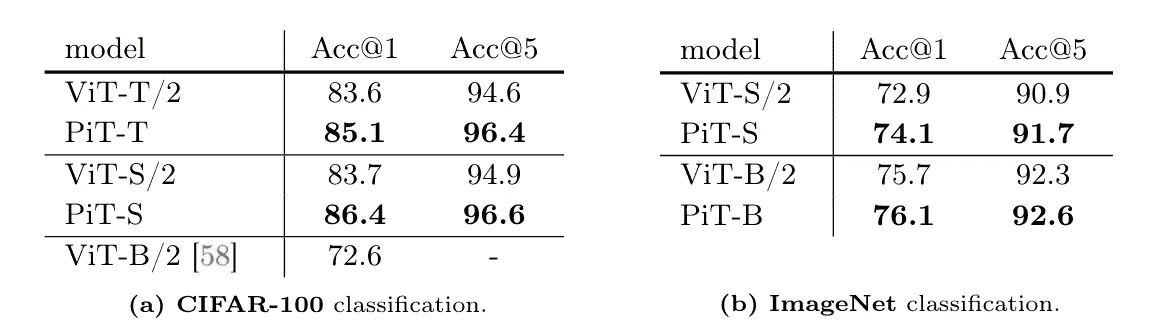 model Acc@1 Acc@5
ViT-T/2 83.6 94.6
PiT-T 85.1 96.4
ViT-S/2 83.7 94.9
PiT-S 86.4 96.6
ViT-B/2 [58] 72.6 -
(a) CIFAR-100 classification.
model Acc@1 Acc@5
ViT-S/2 72.9 90.9
PiT-S 74.1 91.7
ViT-B/2 75.7 92.3
PiT-B 76.1 92.6
(b) ImageNet classification.